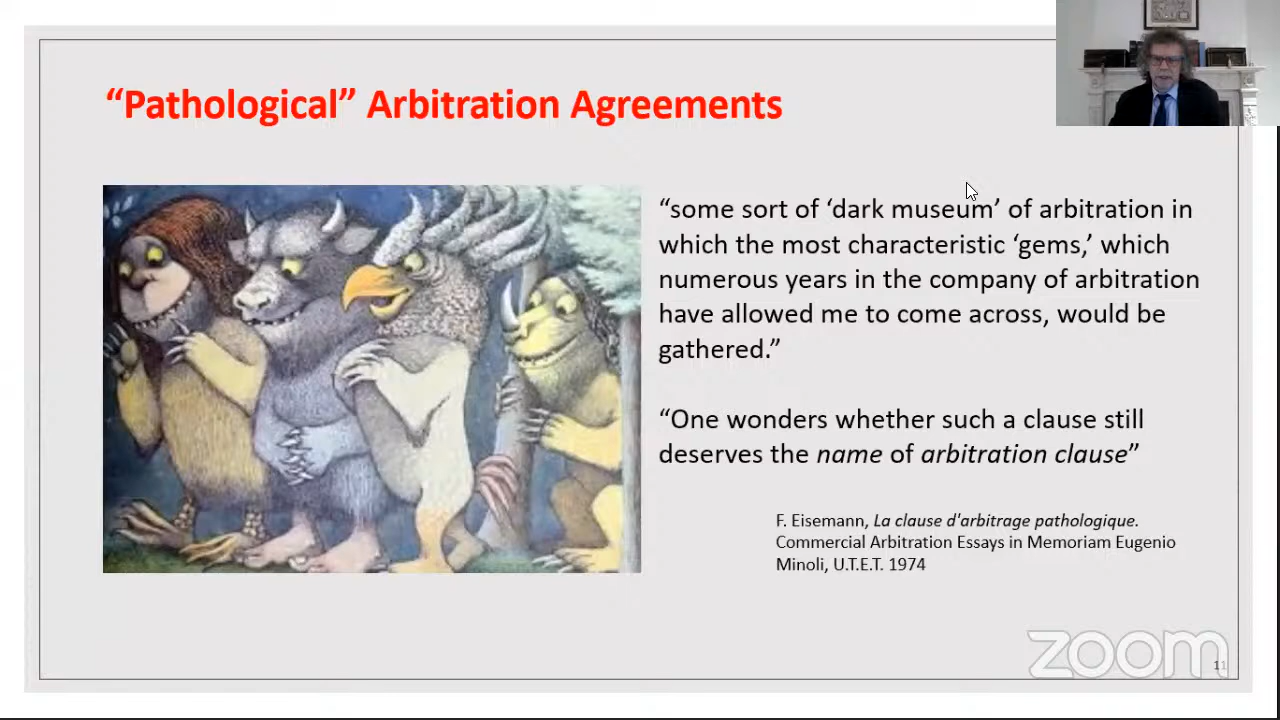 “Pathological” Arbitration Agreements
“some sort of ‘dark museum’ of arbitration in
which the most characteristic ‘gems,’ which
numerous years in the company of arbitration
have allowed me to come across, would be
gathered.”
“One wonders whether such a clause still
deserves the name of arbitration clause”
F. Eisemann, La clause d'arbitrage pathologique.
Commercial Arbitration Essays in Memoriam Eugenio
Minoli, U.T.E.T. 1974
zoom
11